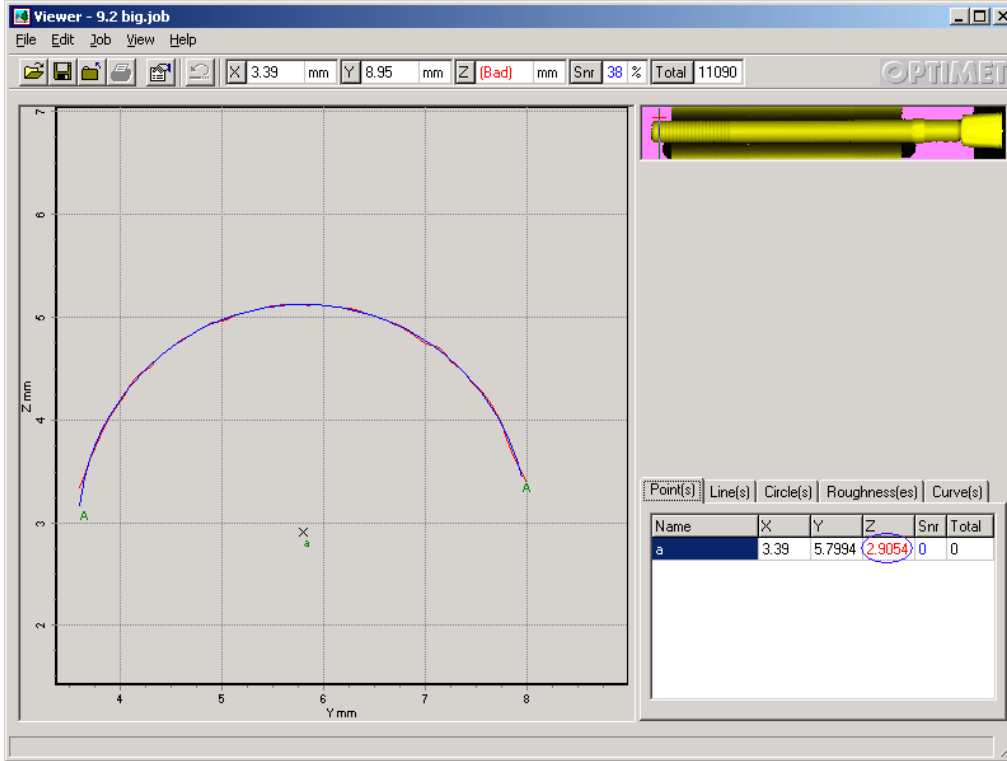 Viewer - 9.2 big.job
File Edit Job View Help
X 3.39 mm Y 8.95 mm Z (Bad) mm Snr 38 % Total 11090
OPTIMET
7
6
5
4
3
2
Z mm
A
A
a
4 5 6 7 8
Y mm
Point(s) Line(s) Circle(s) Roughness(es) Curve(s)
Name X Y Z Snr Total
a 3.39 5.7994 2.9054 0 0